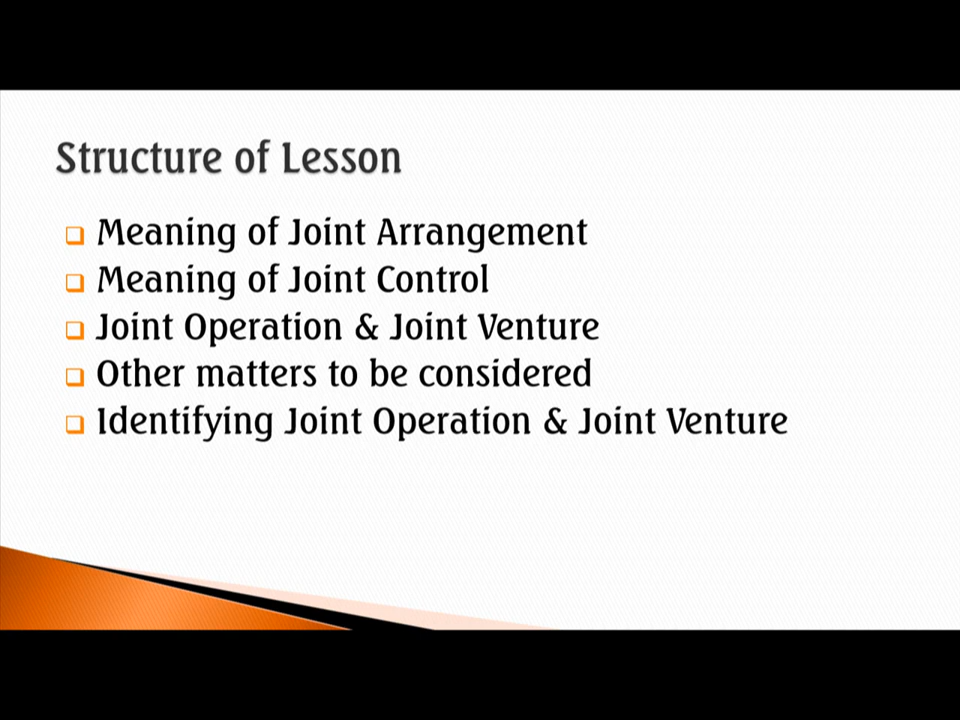 Structure of Lesson
Meaning of Joint Arrangement
Meaning of Joint Control
Joint Operation & Joint Venture
Other matters to be considered
Identifying Joint Operation & Joint Venture